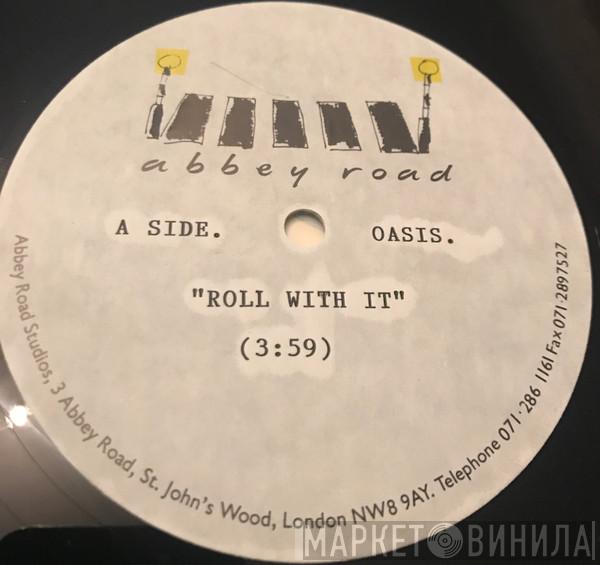 abbey road
A SIDE.
OASIS.
"ROLL WITH IT"
(3:59)
Abbey Road Studios, 3 Abbey Road, St. John's Wood, London NW8 9AY. Telephone 071·286 1161 Fax 071·2897527
МАРКЕТ ВИНИЛА